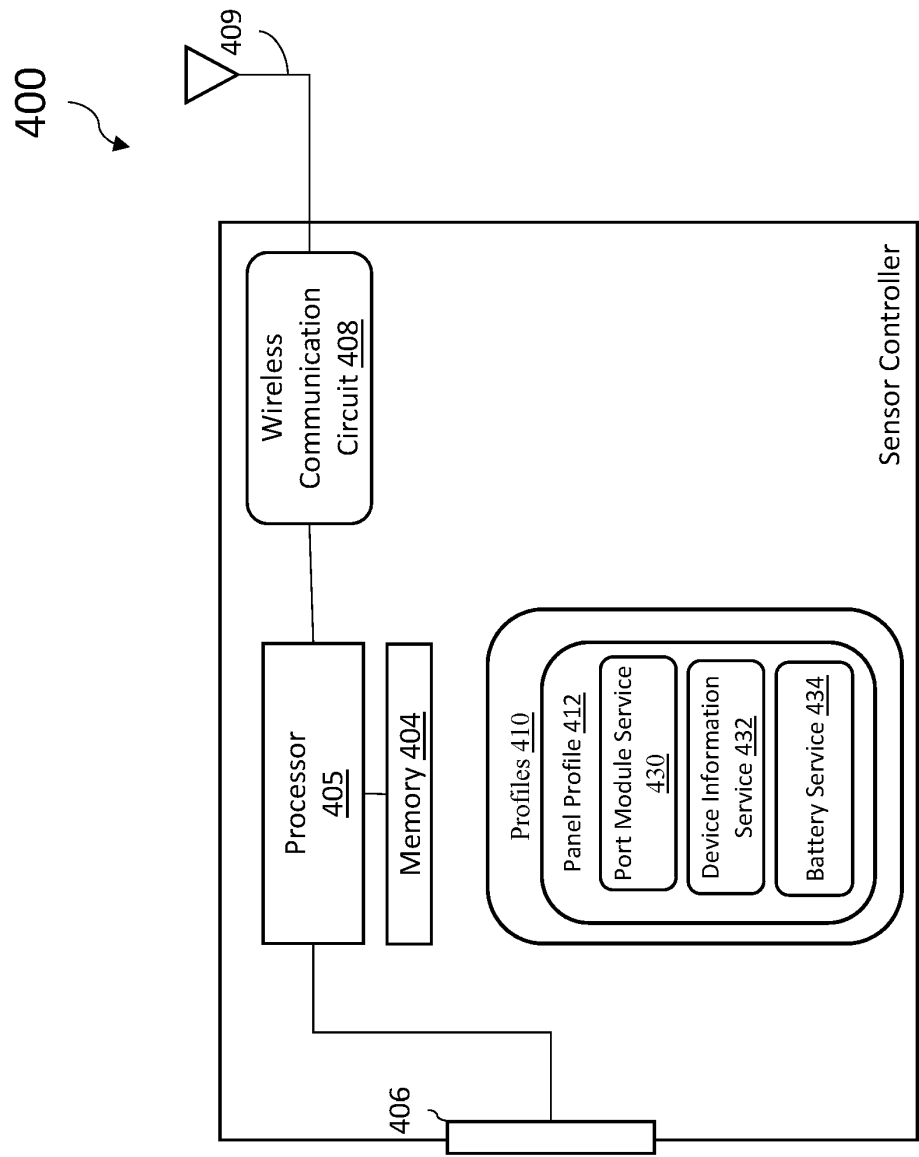 400
409
Wireless
Communication
Circuit 408
Processor
405
Memory 404
406
Profiles 410
Panel Profile 412
Port Module Service
430
Device Information
Service 432
Battery Service 434
Sensor Controller